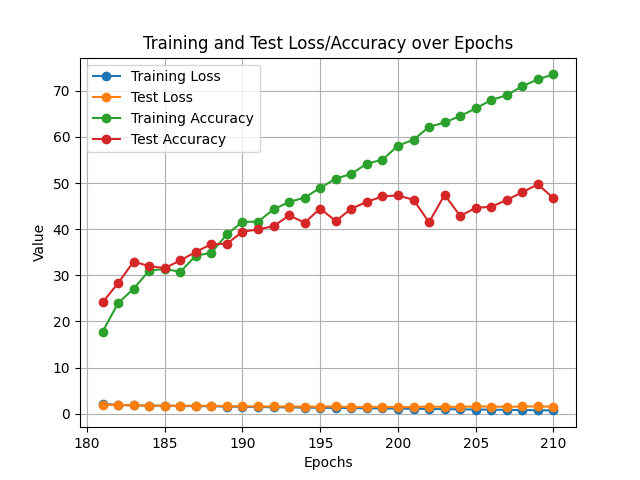 Training and Test Loss/Accuracy over Epochs
Training Loss
Test Loss
Training Accuracy
Test Accuracy
Value
70
60
50
40
30
20
10
0
180 185 190 195 200 205 210
Epochs